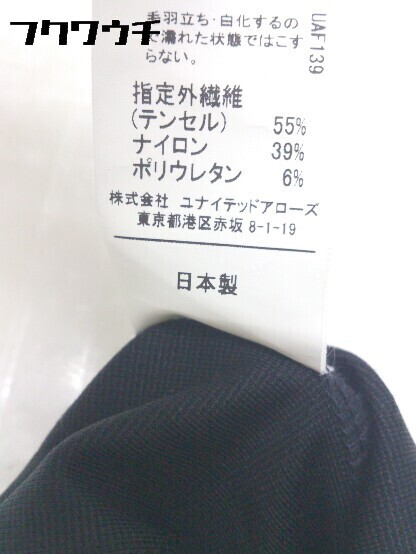 フクウウチ
毛羽立ち・白化するの
で濡れた状態ではこす
らない。
UAF139
指定外繊維
(テンセル) 55%
ナイロン 39%
ポリウレタン 6%
株式会社 ユナイテッドアローズ
東京都港区赤坂 8-1-19
日本製